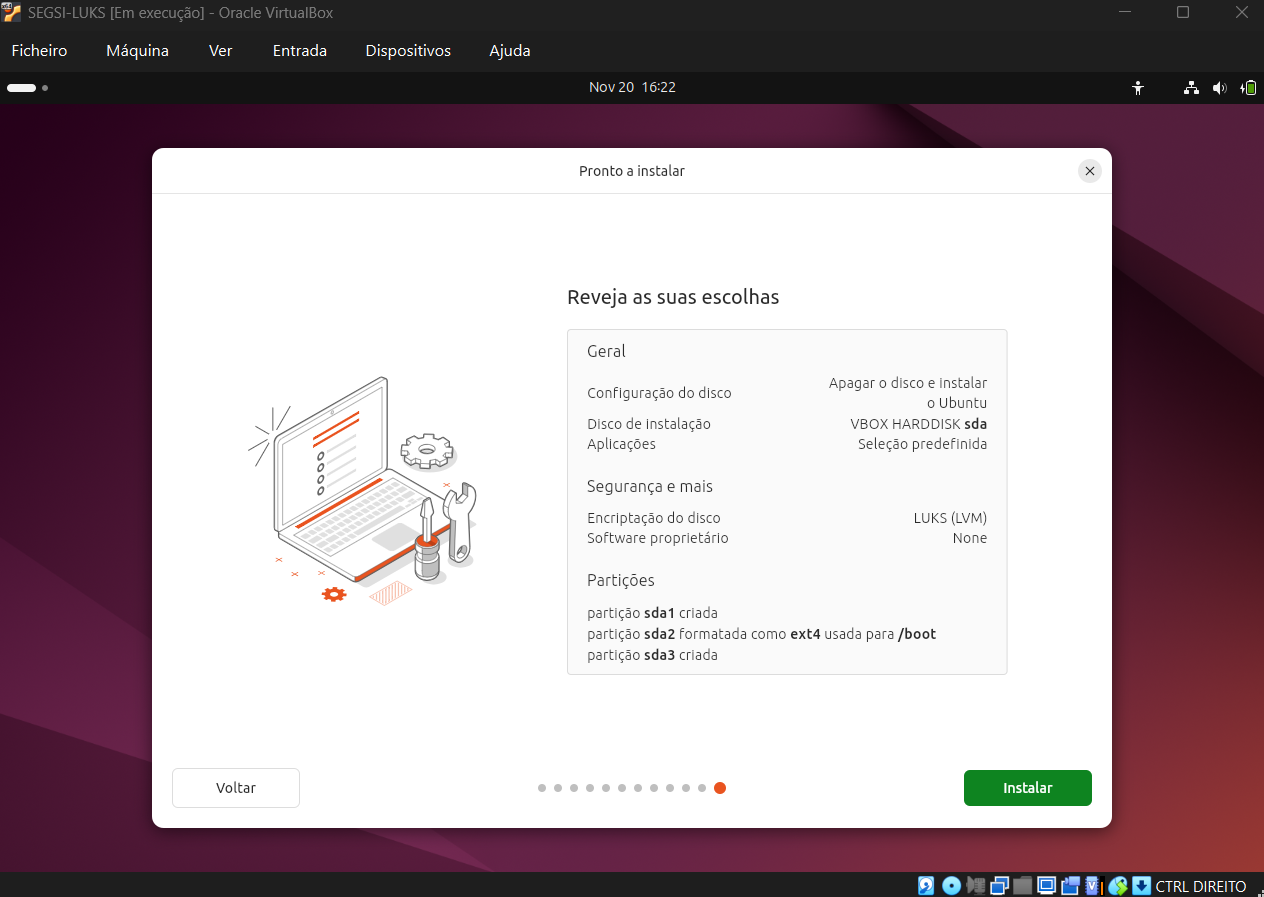 SEGSI-LUKS [Em execução] - Oracle VirtualBox
Ficheiro Máquina Ver Entrada Dispositivos Ajuda
Nov 20 16:22
Pronto a instalar
Reveja as suas escolhas
Geral
Configuração do disco Apagar o disco e instalar
o Ubuntu
Disco de instalação VBOX HARDDISK sda
Aplicações Seleção predefinida
Segurança e mais
Encriptação do disco LUKS (LVM)
Software proprietário None
Partições
partição sda1 criada
partição sda2 formatada como ext4 usada para /boot
partição sda3 criada
Voltar
Instalar
CTRL DIREITO